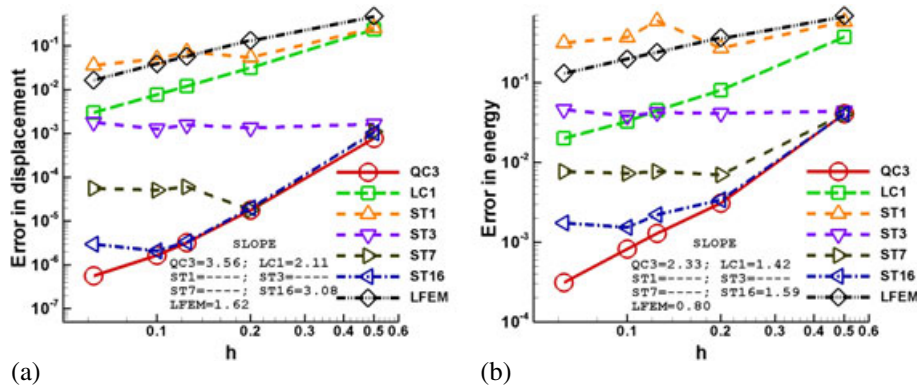 Error in displacement
10⁻¹
10⁻²
10⁻³
10⁻⁴
10⁻⁵
10⁻⁶
10⁻⁷
QC3
LC1
ST1
ST3
ST7
ST16
LFEM
SLOPE
QC3=3.56; LC1=2.11
ST1=----; ST3=-----
ST7=----; ST16=3.08
LFEM=1.62
0.1 0.2 0.3 0.4 0.5 0.6
h
(a)
Error in energy
10⁻¹
10⁻²
10⁻³
10⁻⁴
QC3
LC1
ST1
ST3
ST7
ST16
LFEM
SLOPE
QC3=2.33; LC1=1.42
ST1=----; ST3=-----
ST7=----; ST16=1.59
LFEM=0.80
0.1 0.2 0.3 0.4 0.5 0.6
h
(b)